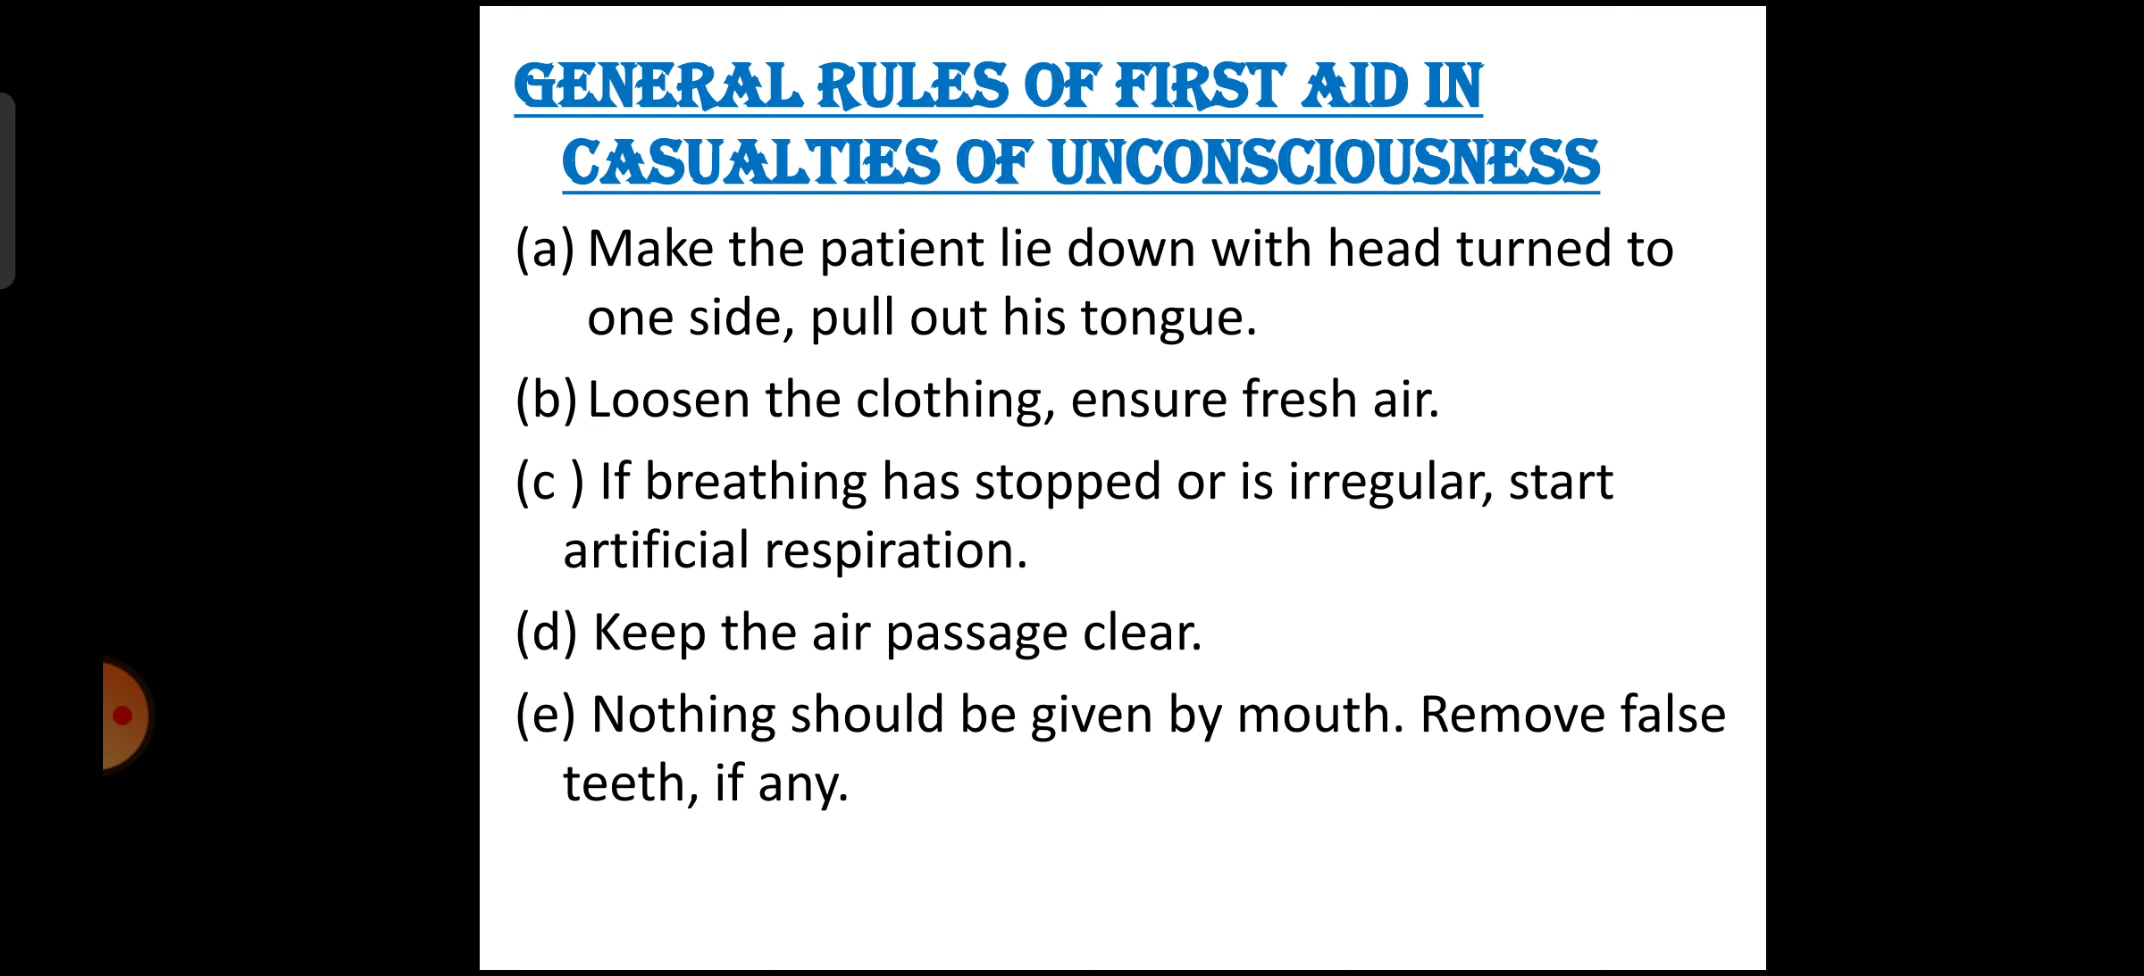 GENERAL RULES OF FIRST AID IN
CASUALTIES OF UNCONSCIOUSNESS
(a) Make the patient lie down with head turned to
one side, pull out his tongue.
(b) Loosen the clothing, ensure fresh air.
(c ) If breathing has stopped or is irregular, start
artificial respiration.
(d) Keep the air passage clear.
(e) Nothing should be given by mouth. Remove false
teeth, if any.